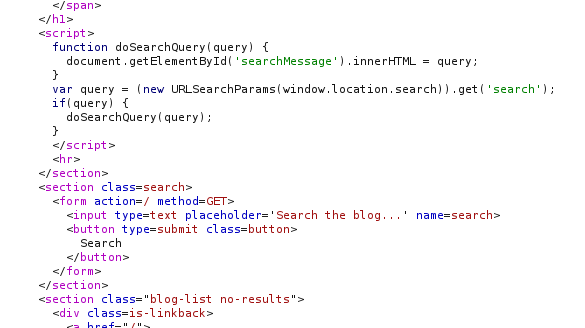 </span>
</h1>
<script>
function doSearchQuery(query) {
document.getElementById('searchMessage').innerHTML = query;
}
var query = (new URLSearchParams(window.location.search)).get('search');
if(query) {
doSearchQuery(query);
}
</script>
<hr>
</section>
<section class=search>
<form action=/ method=GET>
<input type=text placeholder='Search the blog...' name=search>
<button type=submit class=button>
Search
</button>
</form>
</section>
<section class="blog-list no-results">
<div class=is-linkback>
<a href="/">